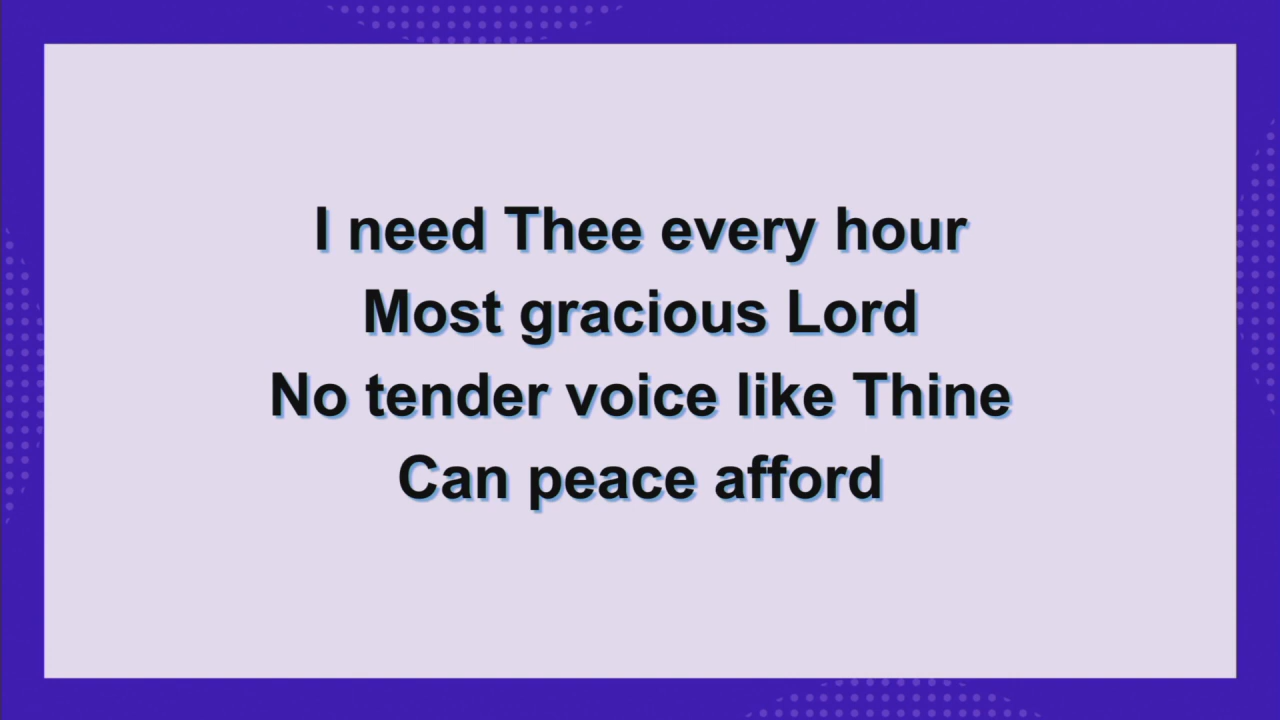 I need Thee every hour
Most gracious Lord
No tender voice like Thine
Can peace afford